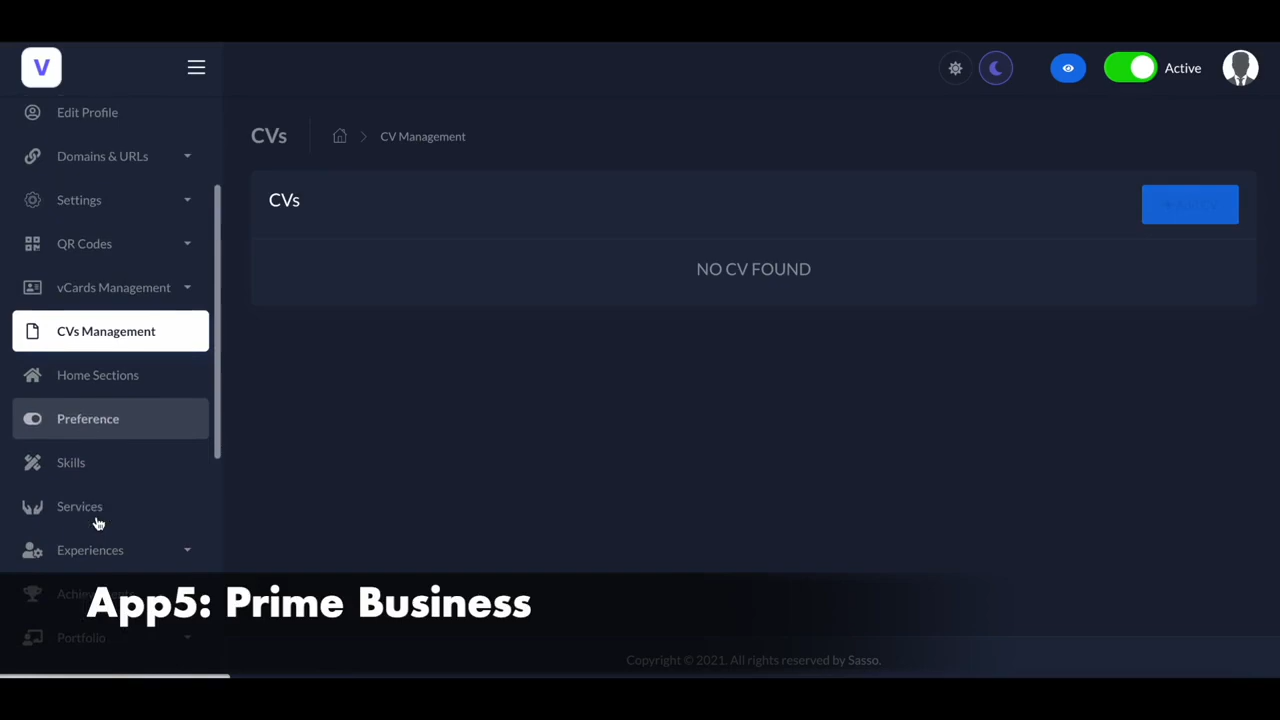 V
Active
Edit Profile
Domains & URLs
Settings
QR Codes
vCards Management
CVs Management
Home Sections
Preference
Skills
Services
Experiences
Portfolio
CVs
CV Management
CVs
NO CV FOUND
App5: Prime Business
Copyright © 2021. All rights reserved by Sasso.